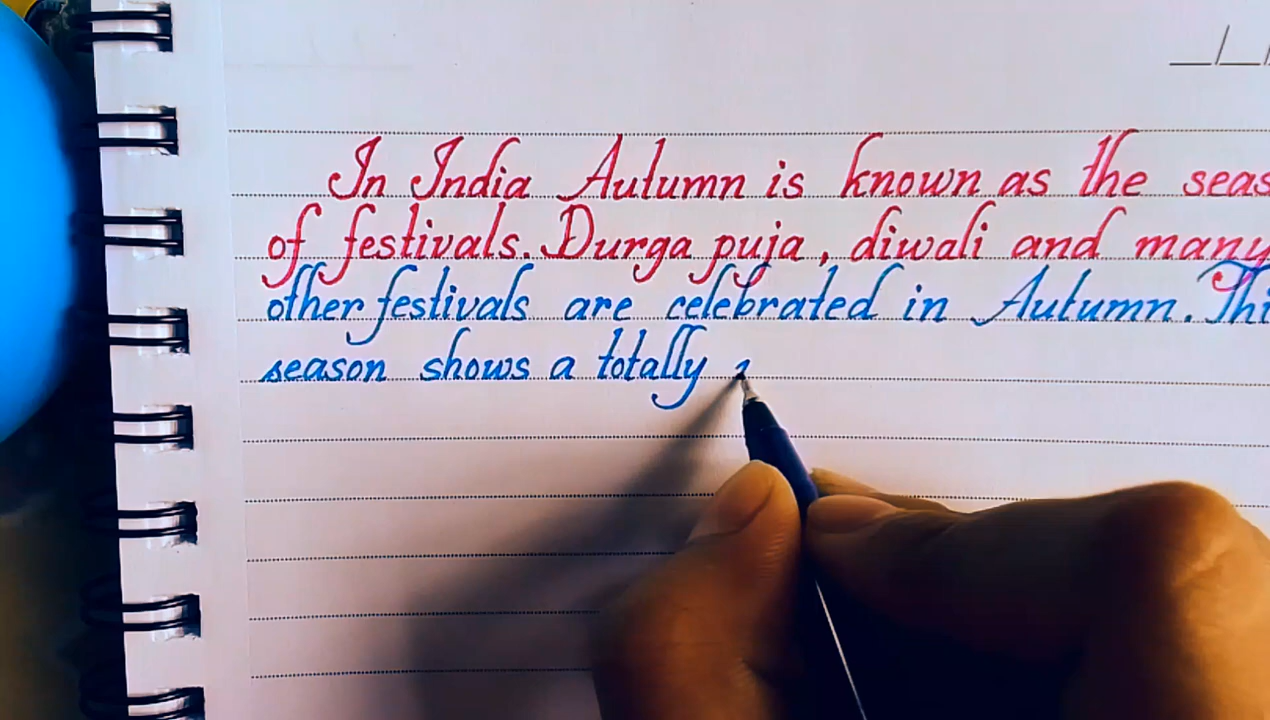 In India Autumn is known as the seas
of festivals. Durga puja, diwali and many
other festivals are celebrated in Autumn. Thi
season shows a totally